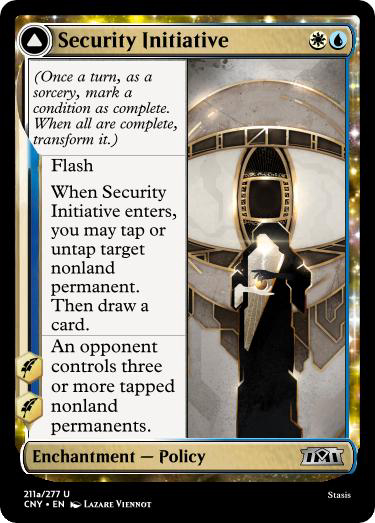 Security Initiative
(Once a turn, as a
sorcery, mark a
condition as complete.
When all are complete,
transform it.)
Flash
When Security
Initiative enters,
you may tap or
untap target
nonland
permanent.
Then draw a
card.
An opponent
controls three
or more tapped
nonland
permanents.
Enchantment — Policy
211a/277 U
CNY • EN Lazare Viennot
Stasis